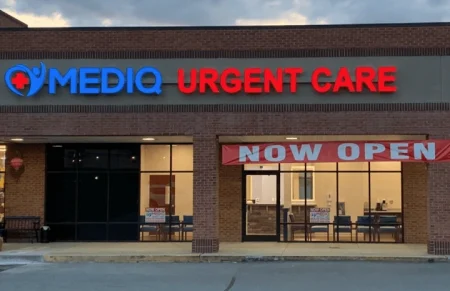 MEDIQ URGENT CARE
NOW OPEN